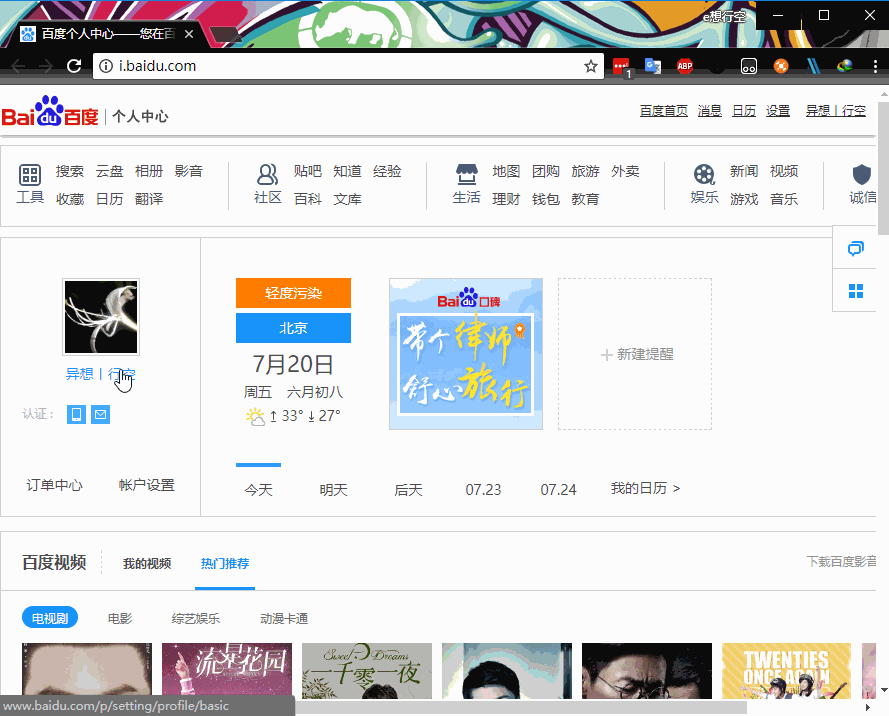 e想行空
百度个人中心——您在百
i.baidu.com
1
ABP
Bai du 百度 个人中心
百度首页 消息 日历 设置 异想丨行空
工具 搜索 云盘 相册 影音
收藏 日历 翻译
社区 贴吧 知道 经验
百科 文库
生活 地图 团购 旅游 外卖
理财 钱包 教育
娱乐 新闻 视频
游戏 音乐
诚信
异想丨行空
认证：
订单中心 帐户设置
轻度污染
北京
7月20日
周五 六月初八
↑ 33° ↓ 27°
Bai du 口碑
带个律师
舒心旅行
+ 新建提醒
今天 明天 后天 07.23 07.24 我的日历 >
百度视频 我的视频 热门推荐 下载百度影音
电视剧 电影 综艺娱乐 动漫卡通
流星花园
Sweet Dreams
一千零一夜
TWENTIES
ONCE AGAIN
www.baidu.com/p/setting/profile/basic